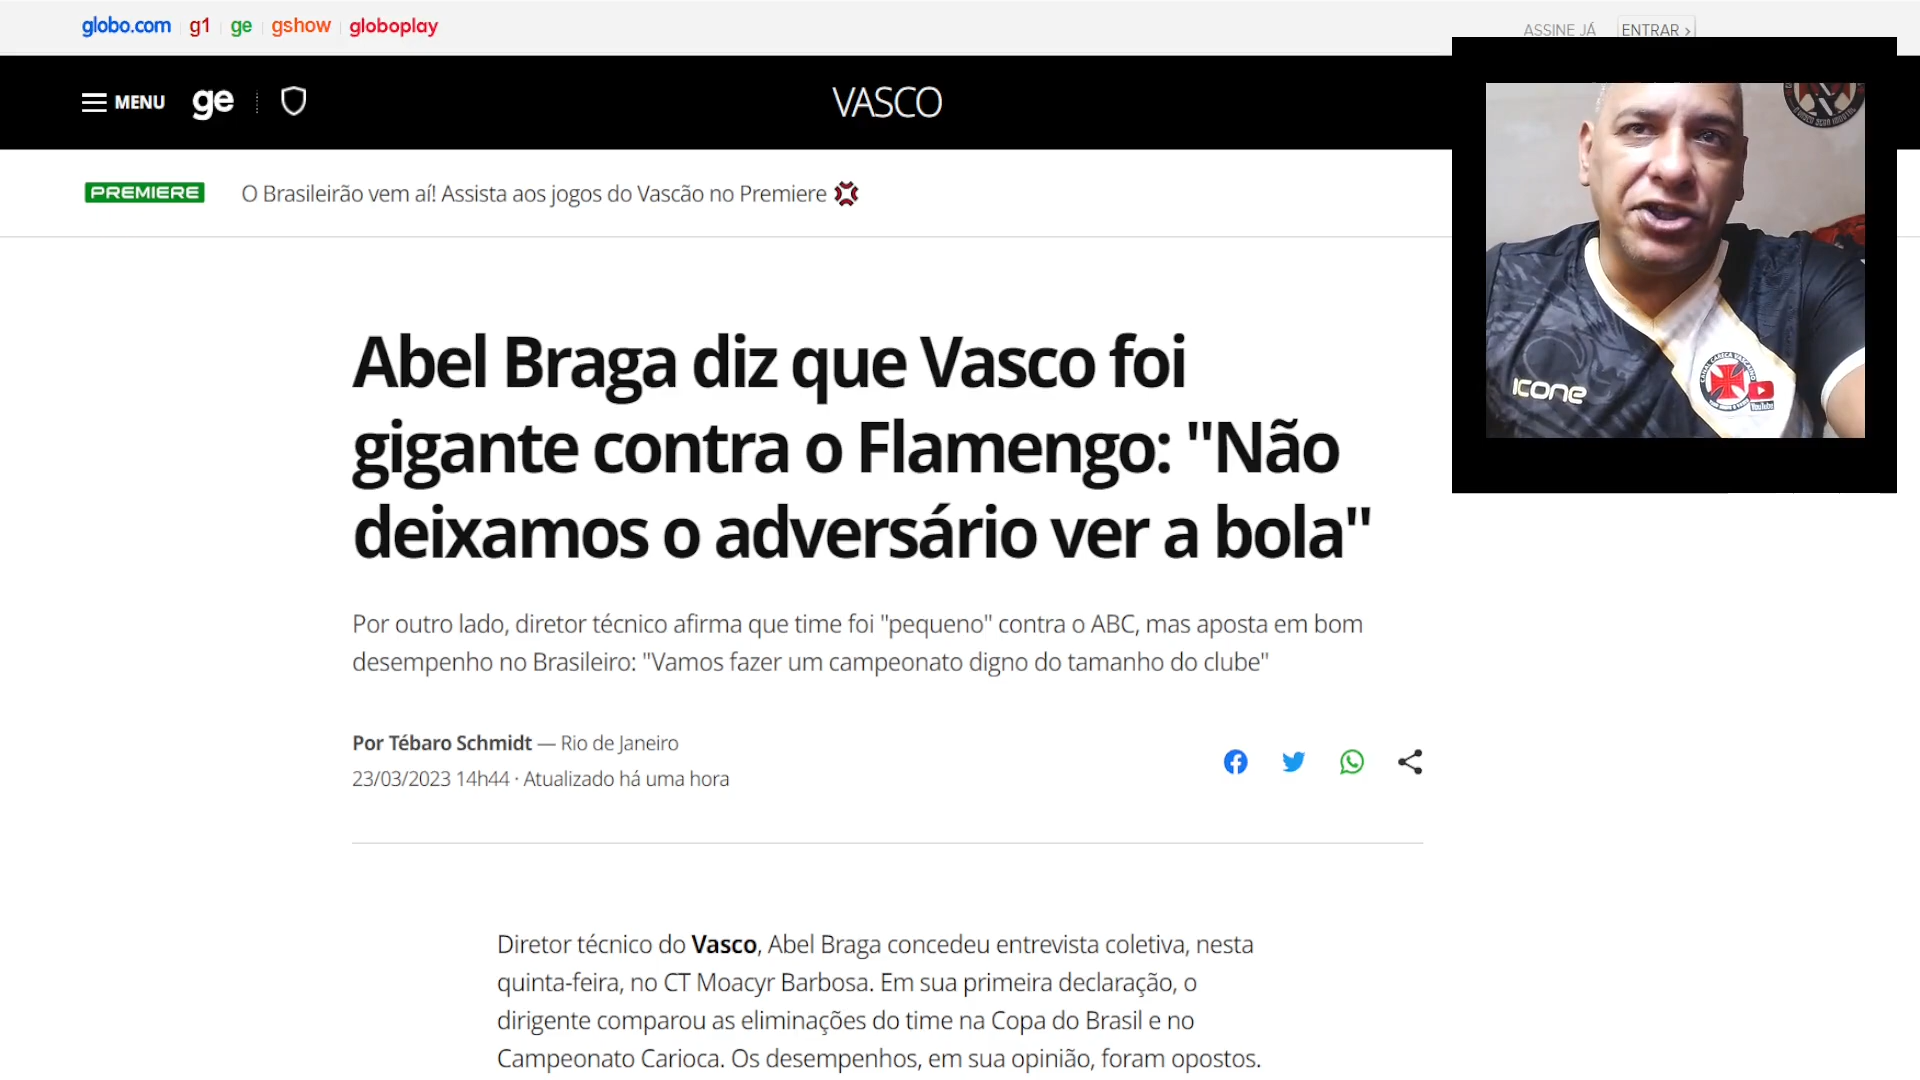 globo.com g1 ge gshow globoplay
ASSINE JÁ ENTRAR
MENU ge
VASCO
PREMIERE O Brasileirão vem aí! Assista aos jogos do Vascão no Premiere
Abel Braga diz que Vasco foi
gigante contra o Flamengo: "Não
deixamos o adversário ver a bola"
Por outro lado, diretor técnico afirma que time foi "pequeno" contra o ABC, mas aposta em bom
desempenho no Brasileiro: "Vamos fazer um campeonato digno do tamanho do clube"
Por Tébaro Schmidt — Rio de Janeiro
23/03/2023 14h44 · Atualizado há uma hora
Diretor técnico do Vasco, Abel Braga concedeu entrevista coletiva, nesta
quinta-feira, no CT Moacyr Barbosa. Em sua primeira declaração, o
dirigente comparou as eliminações do time na Copa do Brasil e no
Campeonato Carioca. Os desempenhos, em sua opinião, foram opostos.
ICONE
CANAL CARECA VASCAINO
YouTube